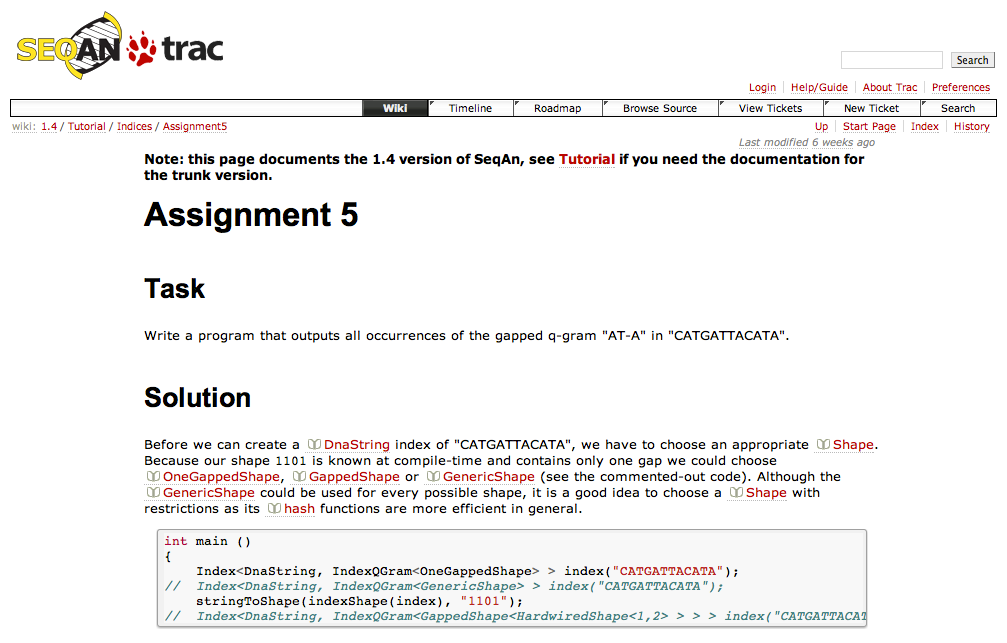 SEQAN trac
Search
Login Help/Guide About Trac Preferences
Wiki Timeline Roadmap Browse Source View Tickets New Ticket Search
wiki: 1.4 / Tutorial / Indices / Assignment5 Up Start Page Index History
Last modified 6 weeks ago
Note: this page documents the 1.4 version of SeqAn, see Tutorial if you need the documentation for
the trunk version.
Assignment 5
Task
Write a program that outputs all occurrences of the gapped q-gram "AT-A" in "CATGATTACATA".
Solution
Before we can create a DnaString index of "CATGATTACATA", we have to choose an appropriate Shape.
Because our shape 1101 is known at compile-time and contains only one gap we could choose
OneGappedShape, GappedShape or GenericShape (see the commented-out code). Although the
GenericShape could be used for every possible shape, it is a good idea to choose a Shape with
restrictions as its hash functions are more efficient in general.
int main ()
{
    Index<DnaString, IndexQGram<OneGappedShape> > index("CATGATTACATA");
//  Index<DnaString, IndexQGram<GenericShape> > index("CATGATTACATA");
    stringToShape(indexShape(index), "1101");
//  Index<DnaString, IndexQGram<GappedShape<HardwiredShape<1,2> > > > index("CATGATTACAT